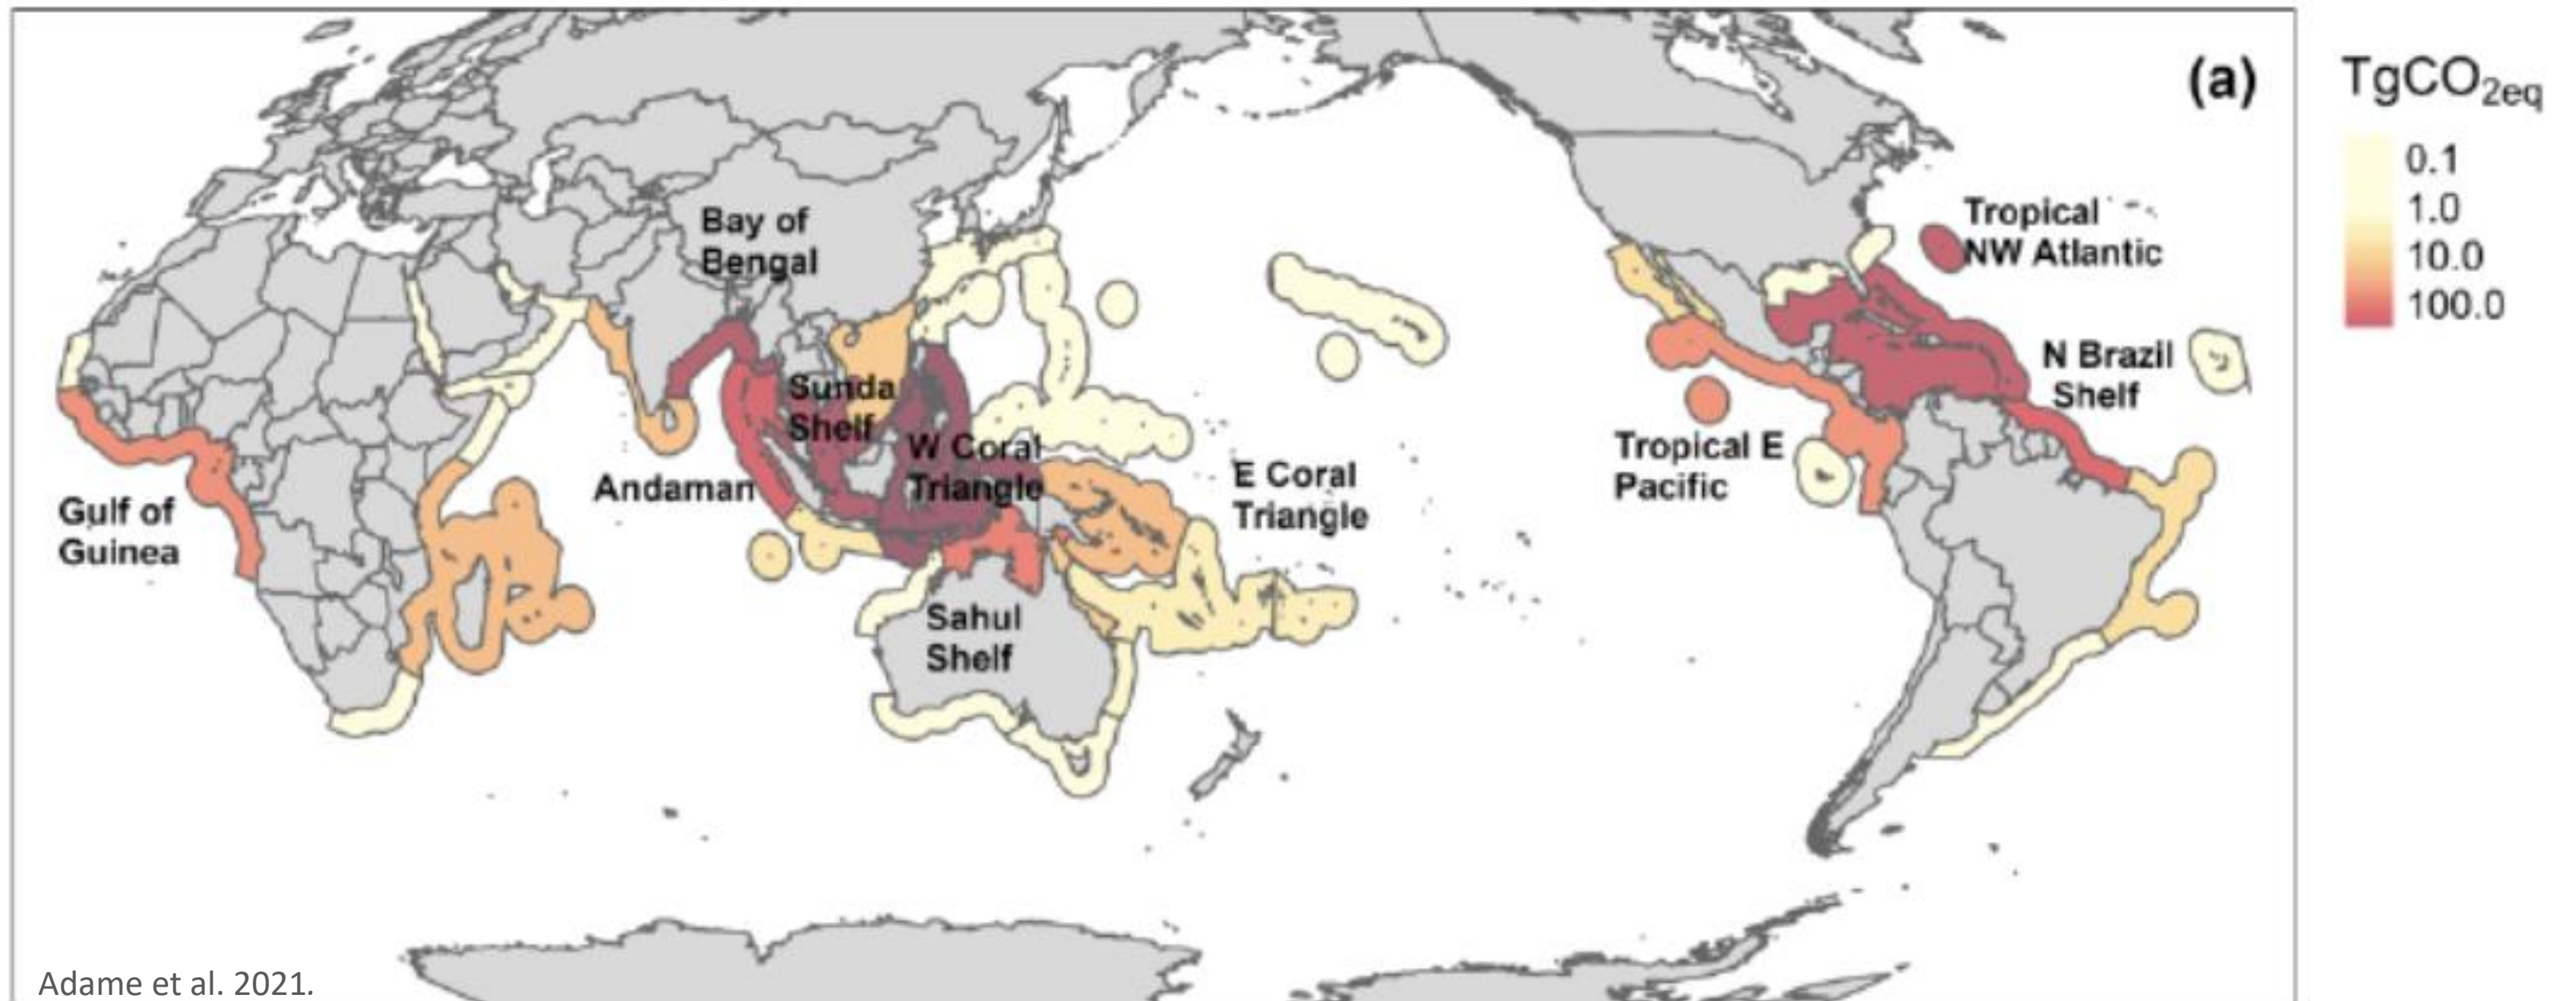 (a)
TgCO2eq
0.1
1.0
10.0
100.0
Bay of
Bengal
Tropical
NW Atlantic
N Brazil
Shelf
Sunda
Shelf
W Coral
Triangle
Andaman
E Coral
Triangle
Tropical E
Pacific
Gulf of
Guinea
Sahul
Shelf
Adame et al. 2021.